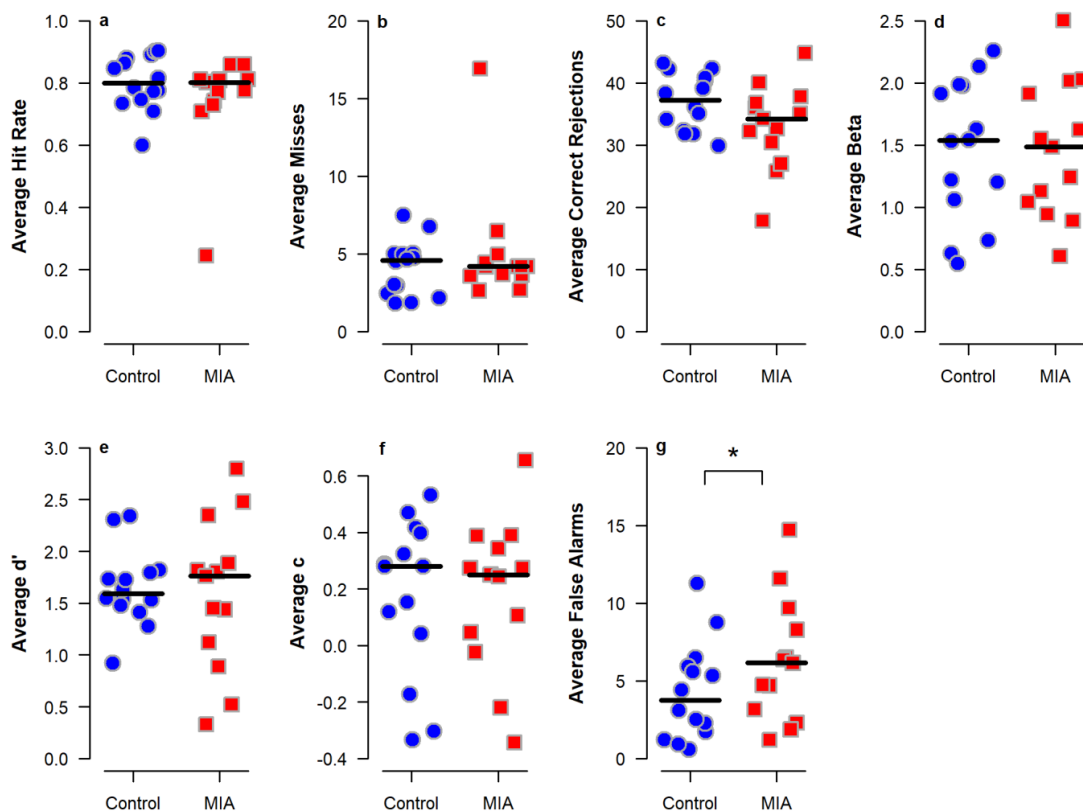 a
Average Hit Rate
1.0
0.8
0.6
0.4
0.2
0.0
Control
MIA
b
Average Misses
20
15
10
5
0
Control
MIA
c
Average Correct Rejections
50
40
30
20
10
0
Control
MIA
d
Average Beta
2.5
2.0
1.5
1.0
0.5
0.0
Control
MIA
e
Average d'
3.0
2.5
2.0
1.5
1.0
0.5
0.0
Control
MIA
f
Average c
0.6
0.4
0.2
0.0
-0.2
-0.4
Control
MIA
g
Average False Alarms
20
15
10
5
0
*
Control
MIA